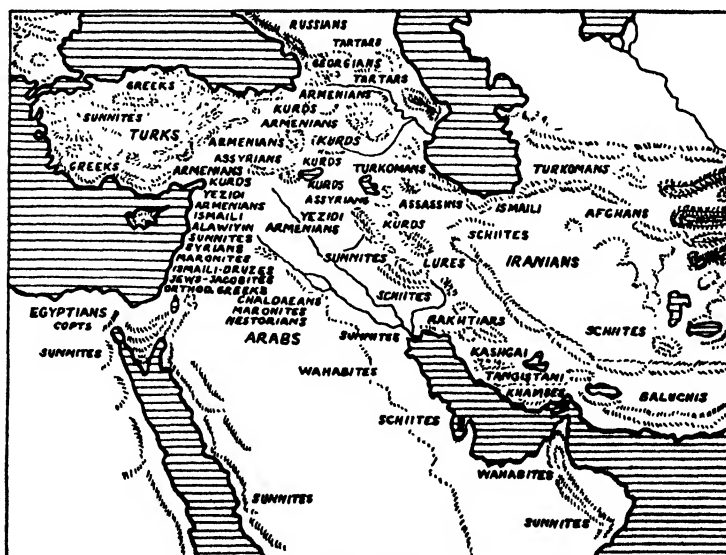 RUSSIANS
TARTARS
GEORGIANS
TARTARS
GREEKS
ARMENIANS
KURDS
ARMENIANS
SUNNITES
TURKS
ARMENIANS
KURDS
GREEKS
ASSYRIANS
KURDS
TURKOMANS
TURKOMANS
ARMENIANS
KURDS
KURDS
YEZIDI
ASSYRIANS
ASSASSINS
ISMAILI
AFGHANS
ARMENIANS
ISMAILI
YEZIDI
ALAWIYIN
ARMENIANS
KURDS
SCHIITES
SUNNITES
SYRIANS
SUNNITES
LURES
IRANIANS
MARONITES
ISMAILI-DRUZES
JEWS-JACOBITES
SCHIITES
ORTHOD. GREEKS
CHALDAEANS
EGYPTIANS
COPTS
MARONITES
NESTORIANS
BAKHTIARS
SCHIITES
ARABS
SUNNITES
SUNNITES
KASHGAI
WAHABITES
TANGISTANI
KHAMBES
BALUCHIS
SCHIITES
WAHABITES
SUNNITES
SUNNITES